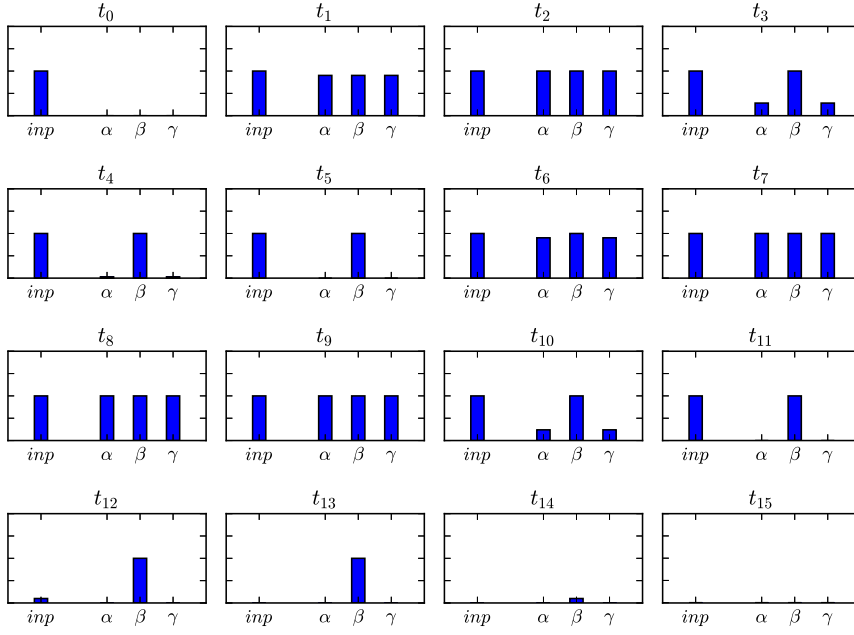 t₀ t₁ t₂ t₃
inp α β γ inp α β γ inp α β γ inp α β γ
t₄ t₅ t₆ t₇
inp α β γ inp α β γ inp α β γ inp α β γ
t₈ t₉ t₁₀ t₁₁
inp α β γ inp α β γ inp α β γ inp α β γ
t₁₂ t₁₃ t₁₄ t₁₅
inp α β γ inp α β γ inp α β γ inp α β γ